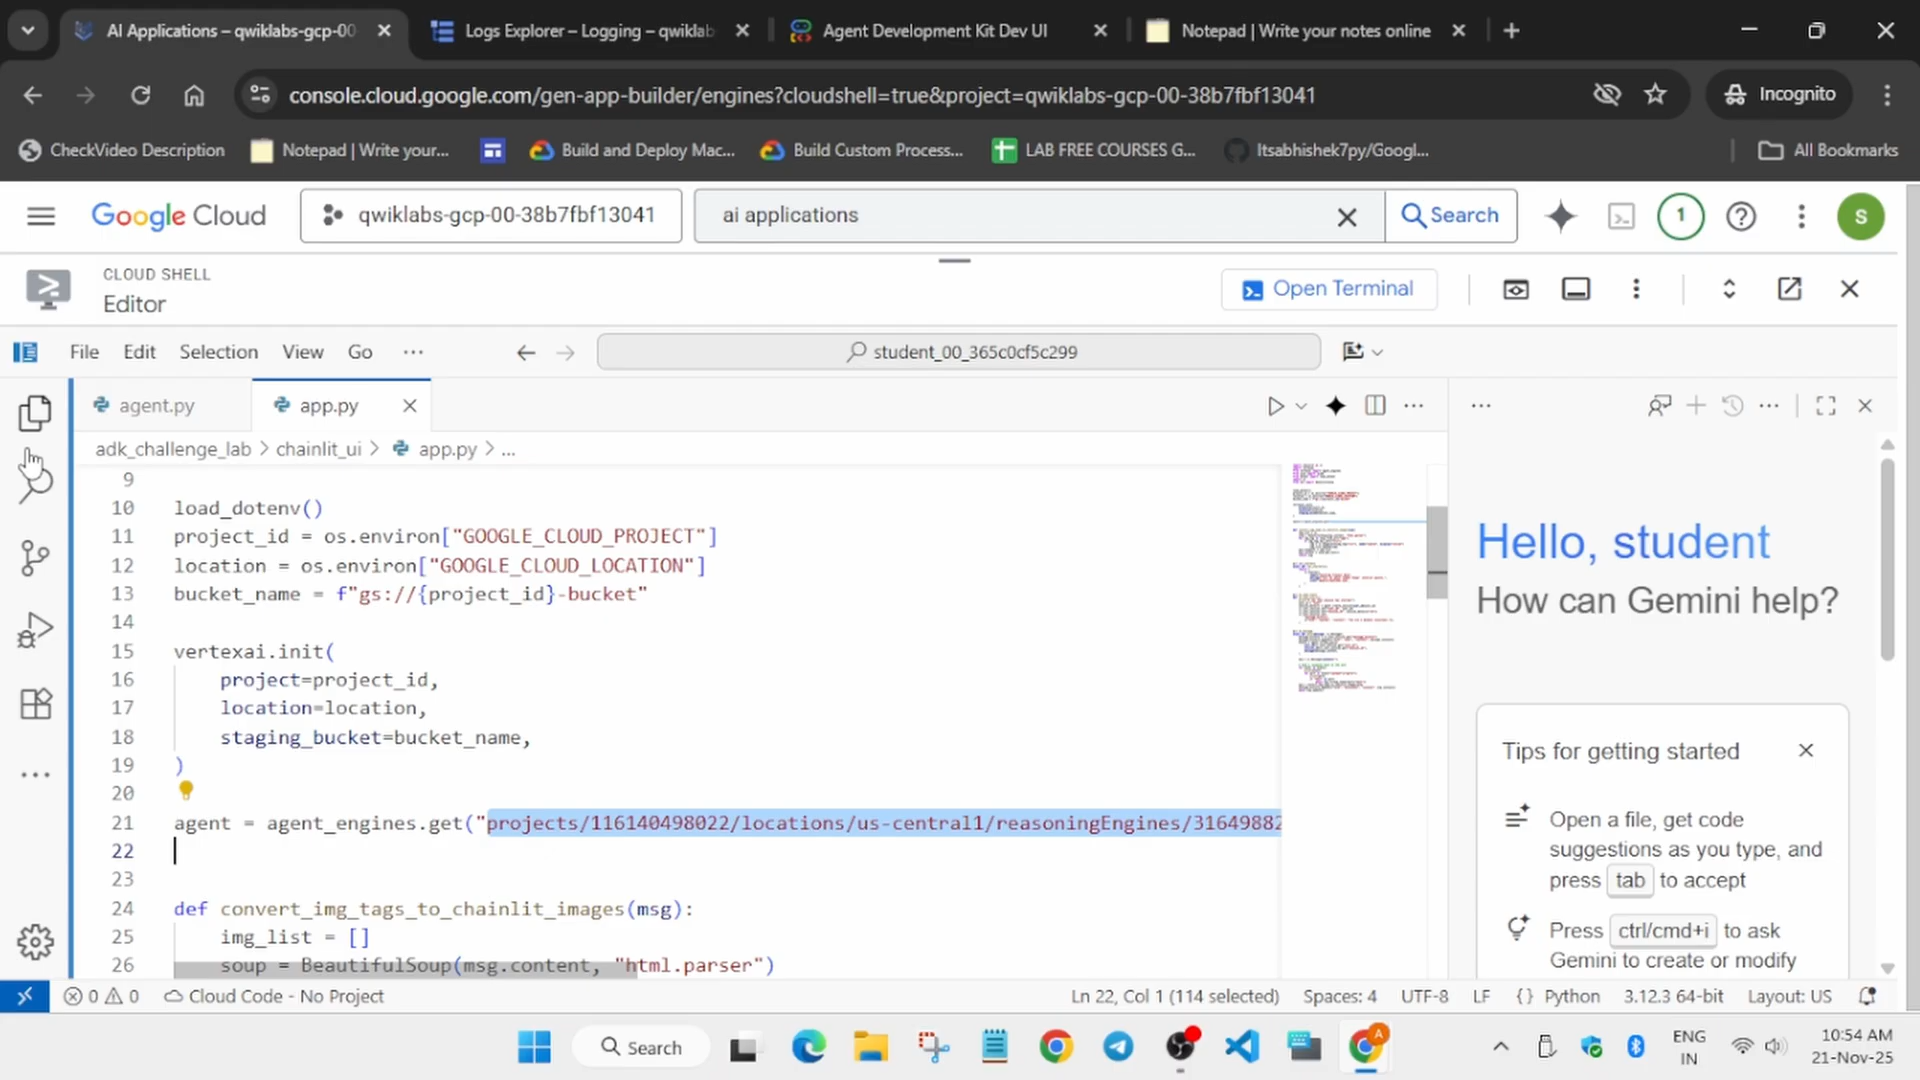 AI Applications – qwiklabs-gcp-00
Logs Explorer – Logging – qwiklab
Agent Development Kit Dev UI
Notepad | Write your notes online
console.cloud.google.com/gen-app-builder/engines?cloudshell=true&project=qwiklabs-gcp-00-38b7fbf13041
Incognito
CheckVideo Description
Notepad | Write your...
Build and Deploy Mac...
Build Custom Process...
LAB FREE COURSES G...
Itsabhishek7py/Googl...
All Bookmarks
Google Cloud
qwiklabs-gcp-00-38b7fbf13041
ai applications
Search
1
S
CLOUD SHELL
Editor
Open Terminal
File Edit Selection View Go ...
student_00_365c0cf5c299
agent.py
app.py
adk_challenge_lab > chainlit_ui > app.py > ...
9
10 load_dotenv()
11 project_id = os.environ["GOOGLE_CLOUD_PROJECT"]
12 location = os.environ["GOOGLE_CLOUD_LOCATION"]
13 bucket_name = f"gs://{project_id}-bucket"
14
15 vertexai.init(
16 project=project_id,
17 location=location,
18 staging_bucket=bucket_name,
19 )
20
21 agent = agent_engines.get("projects/116140498022/locations/us-central1/reasoningEngines/31649882
22
23
24 def convert_img_tags_to_chainlit_images(msg):
25 img_list = []
26 soup = BeautifulSoup(msg.content, "html.parser")
Hello, student
How can Gemini help?
Tips for getting started
Open a file, get code
suggestions as you type, and
press tab to accept
Press ctrl/cmd+i to ask
Gemini to create or modify
0 0 Cloud Code - No Project
Ln 22, Col 1 (114 selected) Spaces: 4 UTF-8 LF {} Python 3.12.3 64-bit Layout: US
Search
A
ENG
IN
10:54 AM
21-Nov-25